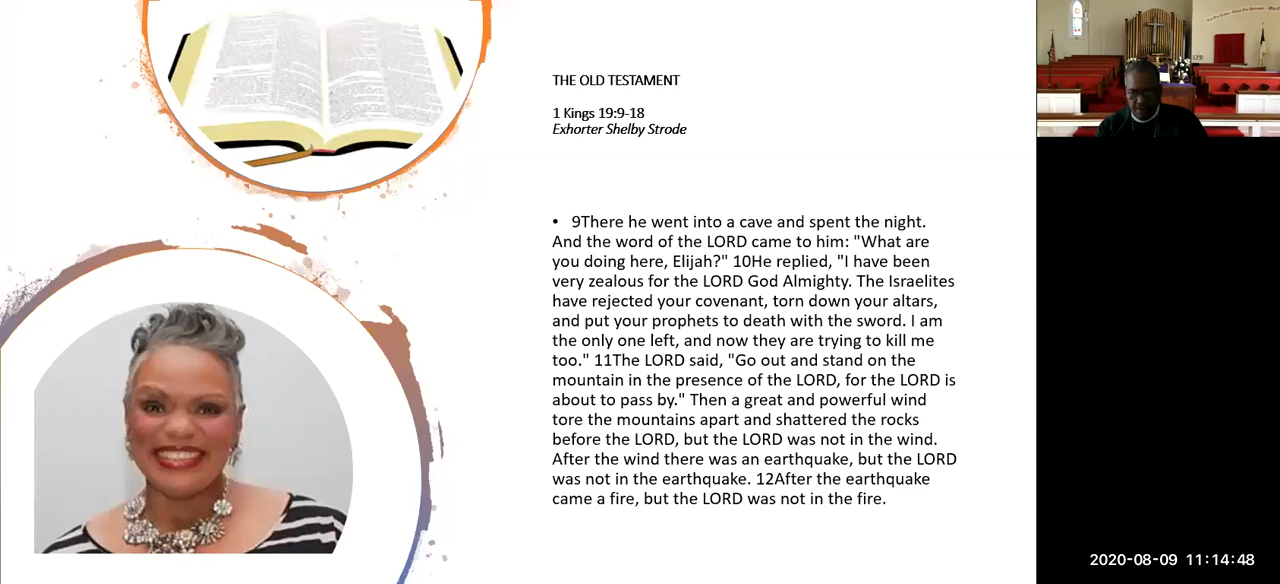 THE OLD TESTAMENT
1 Kings 19:9-18
Exhorter Shelby Strode
• 9There he went into a cave and spent the night.
And the word of the LORD came to him: "What are
you doing here, Elijah?" 10He replied, "I have been
very zealous for the LORD God Almighty. The Israelites
have rejected your covenant, torn down your altars,
and put your prophets to death with the sword. I am
the only one left, and now they are trying to kill me
too." 11The LORD said, "Go out and stand on the
mountain in the presence of the LORD, for the LORD is
about to pass by." Then a great and powerful wind
tore the mountains apart and shattered the rocks
before the LORD, but the LORD was not in the wind.
After the wind there was an earthquake, but the LORD
was not in the earthquake. 12After the earthquake
came a fire, but the LORD was not in the fire.
2020-08-09 11:14:48